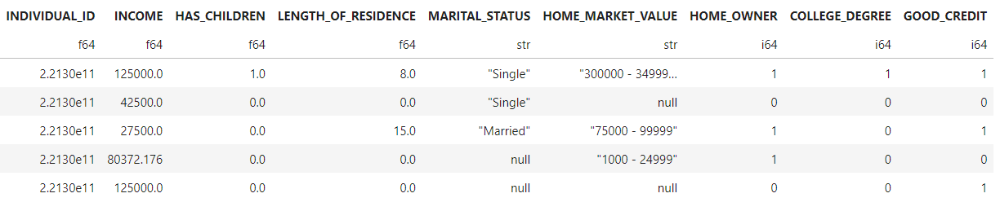 INDIVIDUAL_ID INCOME HAS_CHILDREN LENGTH_OF_RESIDENCE MARITAL_STATUS HOME_MARKET_VALUE HOME_OWNER COLLEGE_DEGREE GOOD_CREDIT
f64 f64 f64 f64 str str i64 i64 i64
2.2130e11 125000.0 1.0 8.0 "Single" "300000 - 34999... 1 1 1
2.2130e11 42500.0 0.0 0.0 "Single" null 0 0 0
2.2130e11 27500.0 0.0 15.0 "Married" "75000 - 99999" 1 0 1
2.2130e11 80372.176 0.0 0.0 null "1000 - 24999" 1 0 0
2.2130e11 125000.0 0.0 0.0 null null 0 0 1